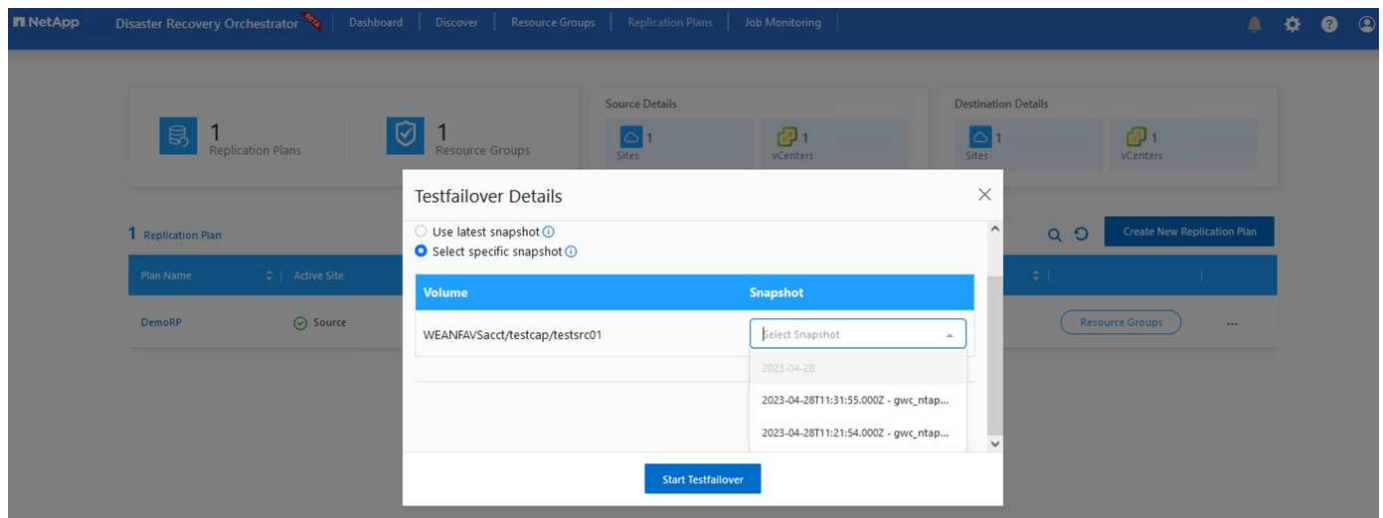 NetApp Disaster Recovery Orchestrator Dashboard Discover Resource Groups Replication Plans Job Monitoring
1
Replication Plans
1
Resource Groups
Source Details
1
Sites
1
vCenters
Destination Details
1
Sites
1
vCenters
1 Replication Plan
Create New Replication Plan
Plan Name Active Site
DemoRP Source Resource Groups ...
Testfailover Details
Use latest snapshot
Select specific snapshot
Volume Snapshot
WEANFAVSacct/testcap/testsrc01 Select Snapshot
2023-04-28
2023-04-28T11:31:55.000Z - gwc_ntap...
2023-04-28T11:21:54.000Z - gwc_ntap...
Start Testfailover